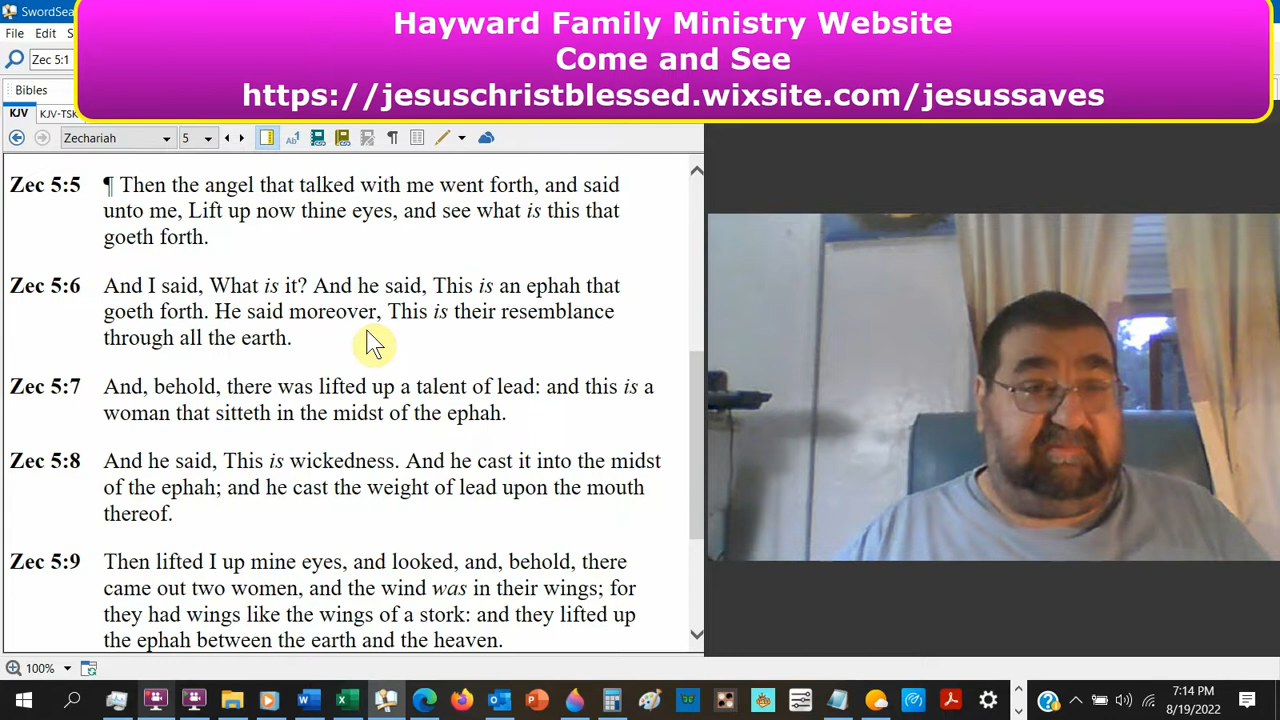 SwordSea
Hayward Family Ministry Website
Come and See
https://jesuschristblessed.wixsite.com/jesussaves
File Edit S
Zec 5:1
Bibles
KJV KJV-TSK
Zechariah 5
Zec 5:5 ¶ Then the angel that talked with me went forth, and said
unto me, Lift up now thine eyes, and see what is this that
goeth forth.
Zec 5:6 And I said, What is it? And he said, This is an ephah that
goeth forth. He said moreover, This is their resemblance
through all the earth.
Zec 5:7 And, behold, there was lifted up a talent of lead: and this is a
woman that sitteth in the midst of the ephah.
Zec 5:8 And he said, This is wickedness. And he cast it into the midst
of the ephah; and he cast the weight of lead upon the mouth
thereof.
Zec 5:9 Then lifted I up mine eyes, and looked, and, behold, there
came out two women, and the wind was in their wings; for
they had wings like the wings of a stork: and they lifted up
the ephah between the earth and the heaven.
100%
7:14 PM
8/19/2022